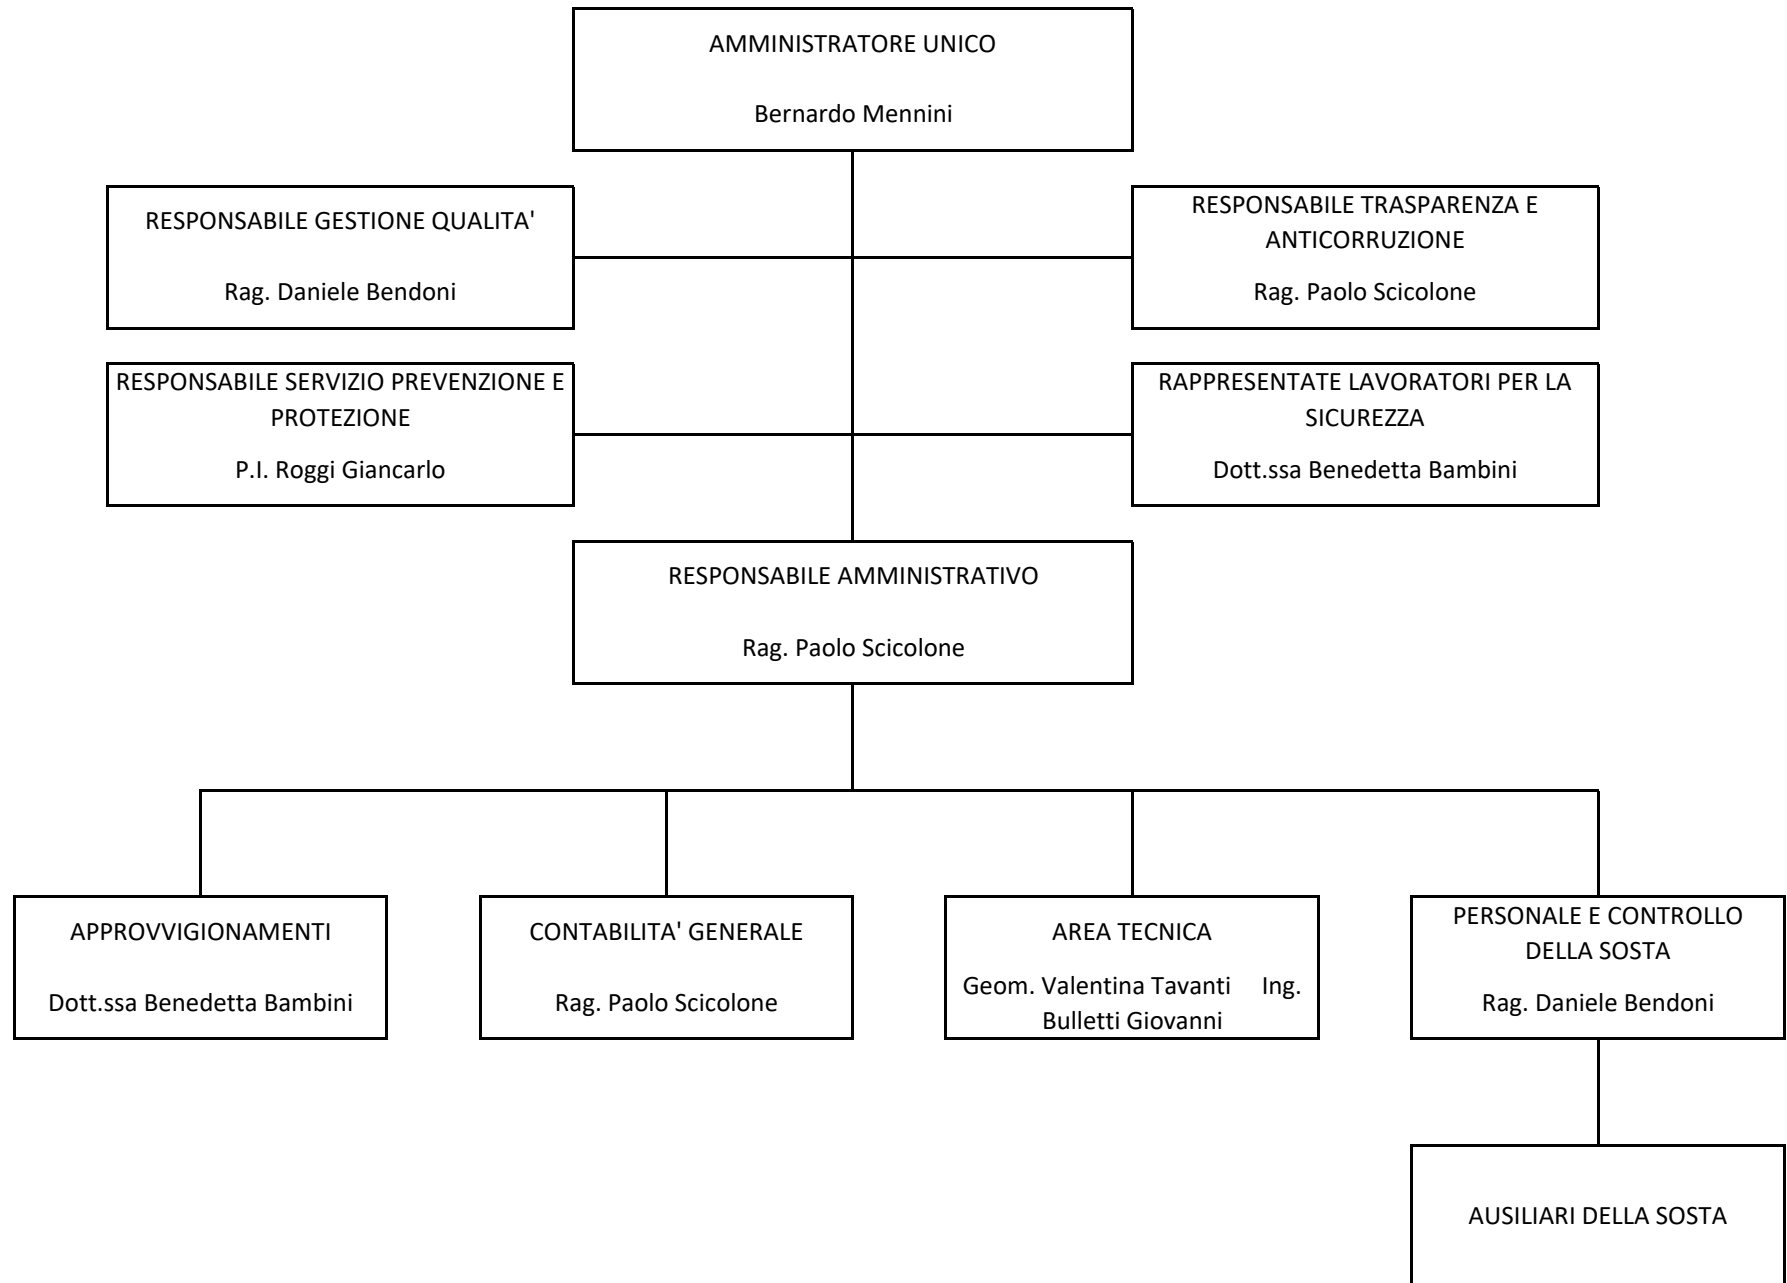 AMMINISTRATORE UNICO
Bernardo Mennini
RESPONSABILE GESTIONE QUALITA'
Rag. Daniele Bendoni
RESPONSABILE TRASPARENZA E
ANTICORRUZIONE
Rag. Paolo Scicolone
RESPONSABILE SERVIZIO PREVENZIONE E
PROTEZIONE
P.I. Roggi Giancarlo
RAPPRESENTATE LAVORATORI PER LA
SICUREZZA
Dott.ssa Benedetta Bambini
RESPONSABILE AMMINISTRATIVO
Rag. Paolo Scicolone
APPROVVIGIONAMENTI
Dott.ssa Benedetta Bambini
CONTABILITA' GENERALE
Rag. Paolo Scicolone
AREA TECNICA
Geom. Valentina Tavanti Ing.
Bulletti Giovanni
PERSONALE E CONTROLLO
DELLA SOSTA
Rag. Daniele Bendoni
AUSILIARI DELLA SOSTA